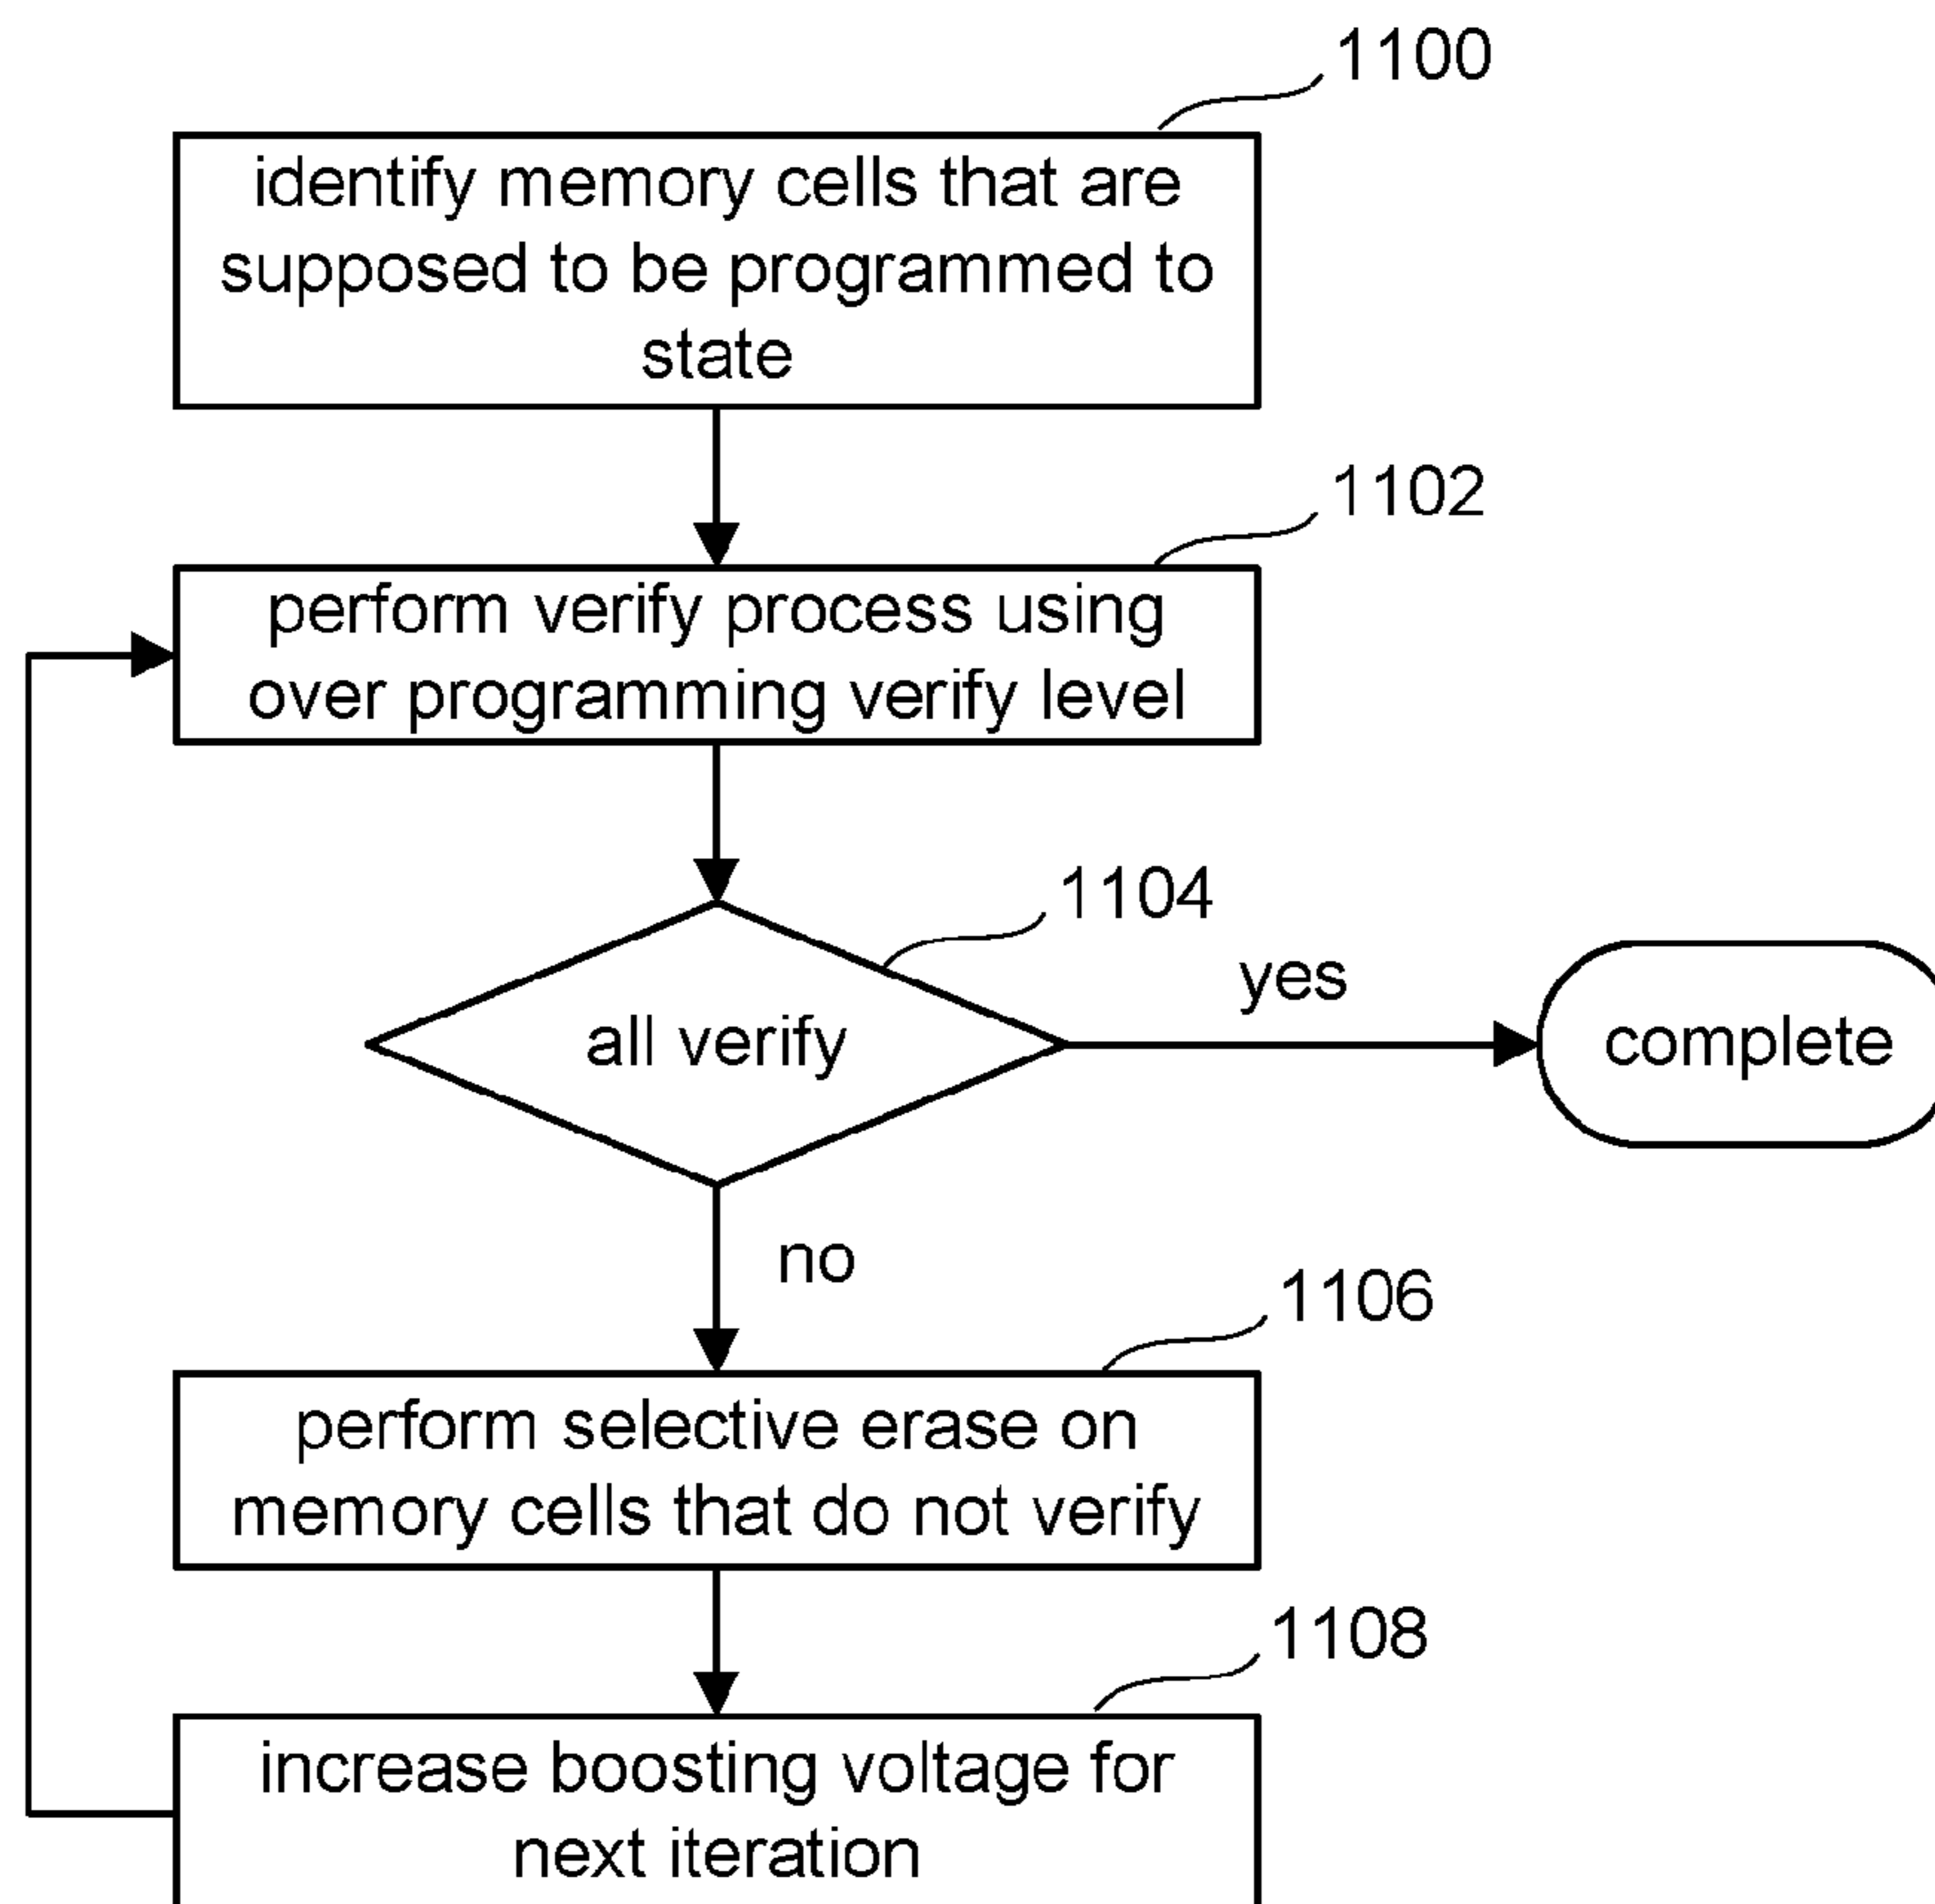 1100
identify memory cells that are
supposed to be programmed to
state
1102
perform verify process using
over programming verify level
1104
all verify
yes
complete
no
1106
perform selective erase on
memory cells that do not verify
1108
increase boosting voltage for
next iteration